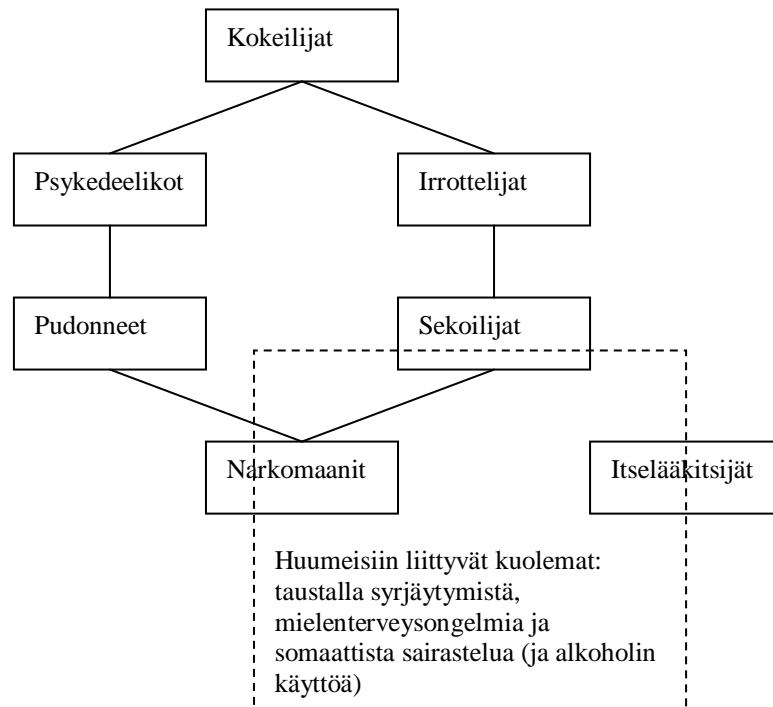 Kokeilijat
Psykedeelikot
Irrottelijat
Pudonneet
Sekoilijat
Narkomaanit
Itselääkitsijät
Huumeisiin liittyvät kuolemat:
taustalla syrjäytymistä,
mielenterveysongelmia ja
somaattista sairastelua (ja alkoholin
käyttöä)